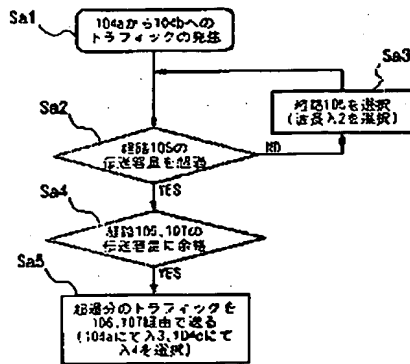 Sa1
104aから104bへの
トラフィックの発生
Sa3
経路105を選択
(波長λ2を選択)
Sa2
経路105の
伝送容量を超過
NO
YES
Sa4
経路106,107の
伝送容量に余裕
YES
Sa5
超過分のトラフィックを
106,107経由で送る
(104aにてλ3,104cにて
λ4を選択)